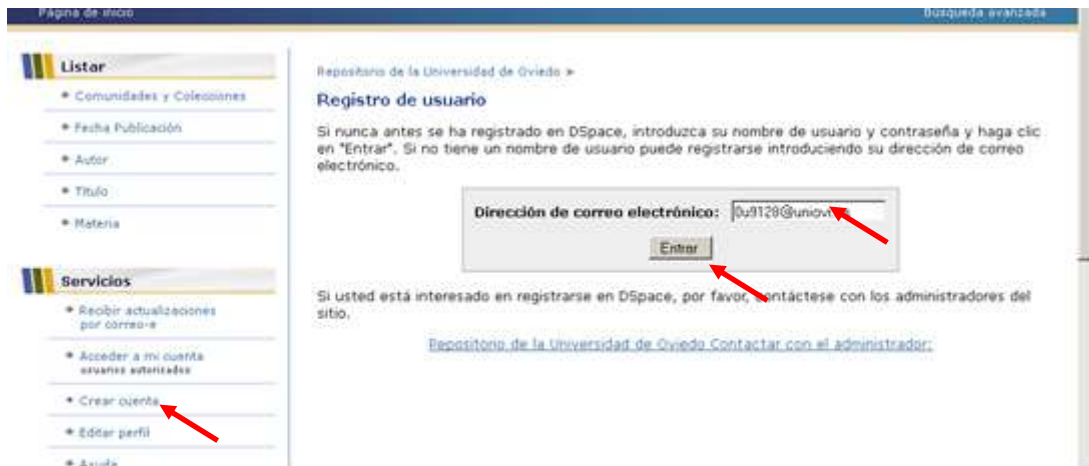 Página de inicio
Búsqueda avanzada
Listar
Comunidades y Colecciones
Fecha Publicación
Autor
Título
Materia
Servicios
Recibir actualizaciones
por correo-e
Acceder a mi cuenta
usuarios autorizados
Crear cuenta
Editar perfil
Ayuda
Repositorio de la Universidad de Oviedo >
Registro de usuario
Si nunca antes se ha registrado en DSpace, introduzca su nombre de usuario y contraseña y haga clic
en "Entrar". Si no tiene un nombre de usuario puede registrarse introduciendo su dirección de correo
electrónico.
Dirección de correo electrónico:
Entrar
Si usted está interesado en registrarse en DSpace, por favor, contáctese con los administradores del
sitio.
Repositorio de la Universidad de Oviedo Contactar con el administrador: